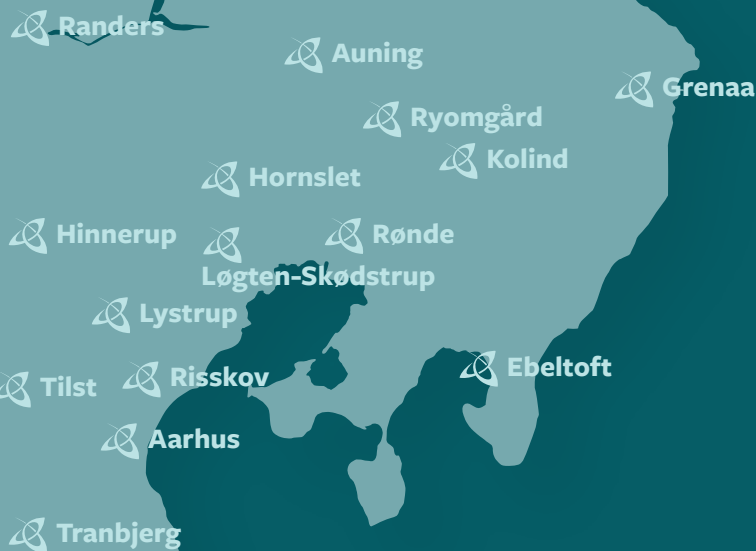 Randers
Auning
Grenaa
Ryomgård
Kolind
Hornslet
Hinnerup
Rønde
Løgten-Skødstrup
Lystrup
Ebeltoft
Risskov
Tilst
Aarhus
Tranbjerg